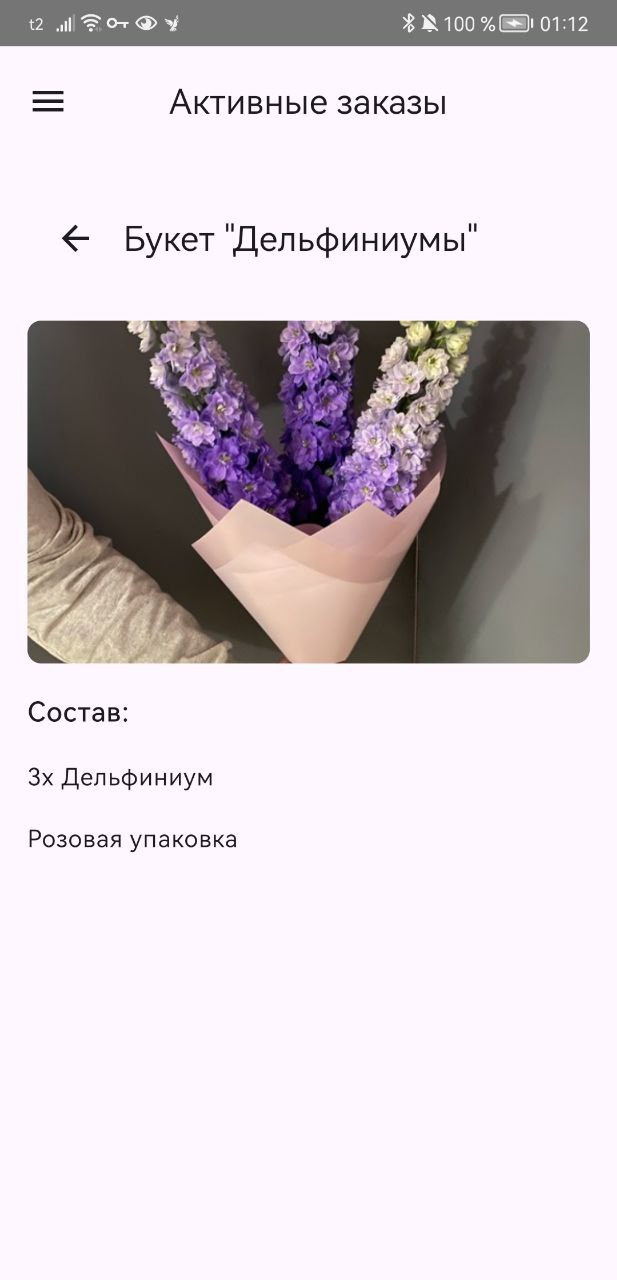 t2 100 % 01:12
Активные заказы
Букет "Дельфиниумы"
Состав:
3x Дельфиниум
Розовая упаковка